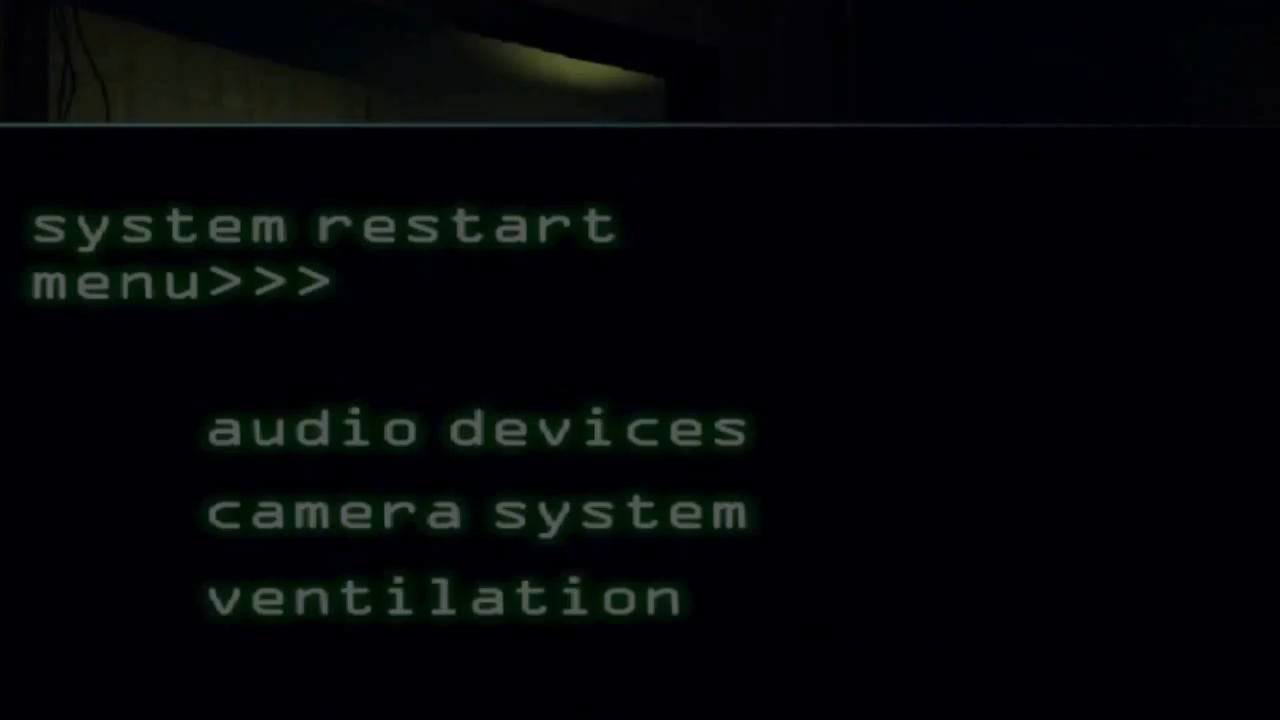 system restart
menu>>>
audio devices
camera system
ventilation